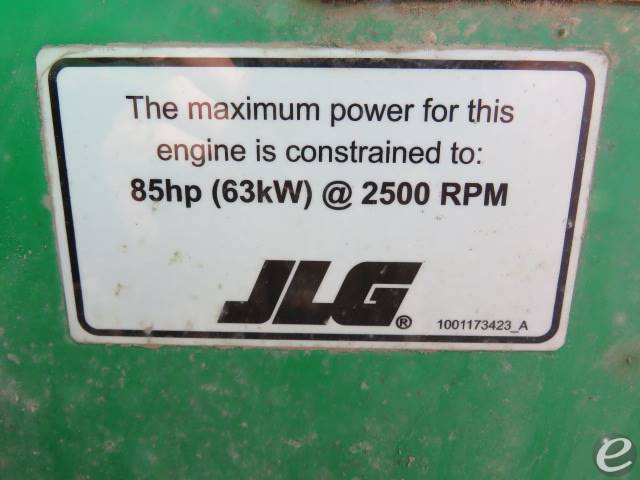 The maximum power for this
engine is constrained to:
85hp (63kW) @ 2500 RPM
JLG®
1001173423_A
e